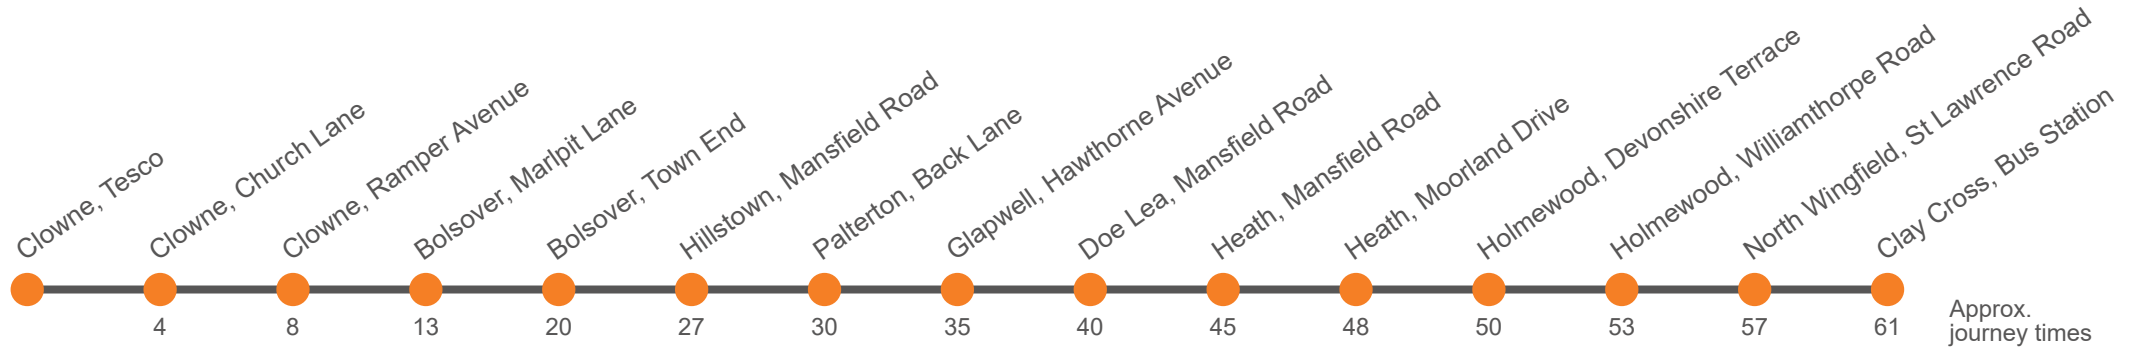 Clowne, Tesco
Clowne, Church Lane
Clowne, Ramper Avenue
Bolsover, Marlpit Lane
Bolsover, Town End
Hillstown, Mansfield Road
Palterton, Back Lane
Glapwell, Hawthorne Avenue
Doe Lea, Mansfield Road
Heath, Mansfield Road
Heath, Moorland Drive
Holmewood, Devonshire Terrace
Holmewood, Williamthorpe Road
North Wingfield, St Lawrence Road
Clay Cross, Bus Station
4 8 13 20 27 30 35 40 45 48 50 53 57 61
Approx.
journey times